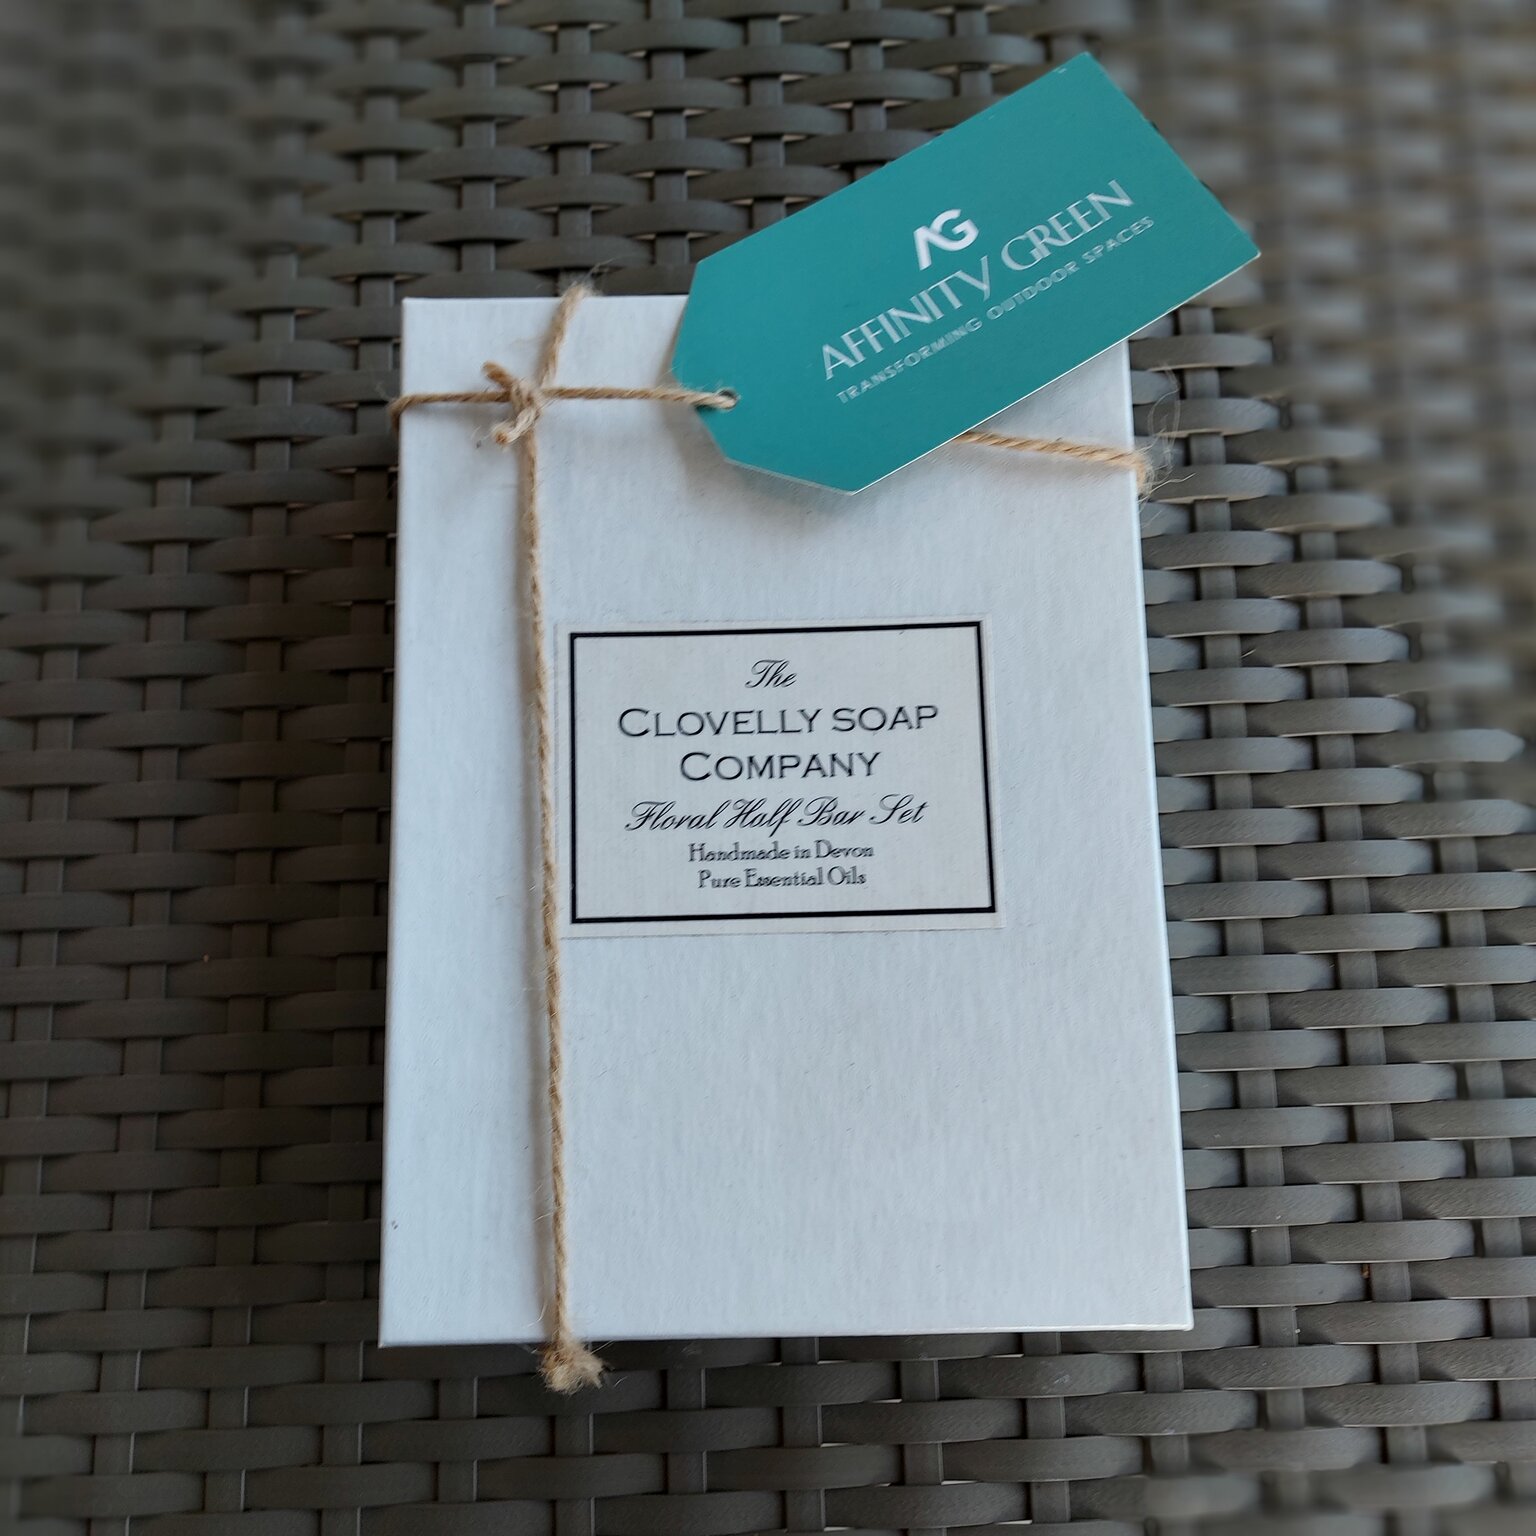 AG
AFFINITY GREEN
TRANSFORMING OUTDOOR SPACES
The
CLOVELLY SOAP
COMPANY
Floral Half Bar Set
Handmade in Devon
Pure Essential Oils